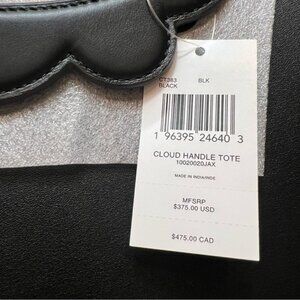 CT383 BLK
BLACK
1 96395 24640 3
CLOUD HANDLE TOTE
10020020JAX
MADE IN INDIA/INDE
MFSRP
$375.00 USD
$475.00 CAD